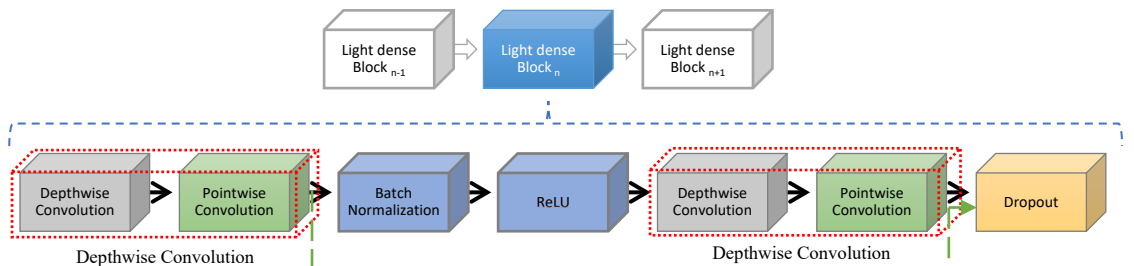 Light dense
Block n-1
Light dense
Block n
Light dense
Block n+1
Depthwise
Convolution
Pointwise
Convolution
Batch
Normalization
ReLU
Depthwise
Convolution
Pointwise
Convolution
Dropout
Depthwise Convolution
Depthwise Convolution